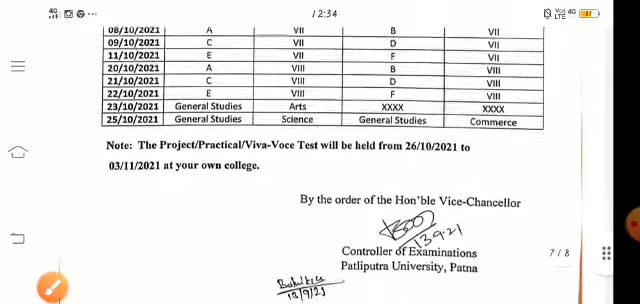 4G 12:34 Vo) LTE 4G
08/10/2021 A VII B VII
09/10/2021 C VII D VII
11/10/2021 E VII F VII
20/10/2021 A VIII B VIII
21/10/2021 C VIII D VIII
22/10/2021 E VIII F VIII
23/10/2021 General Studies Arts XXXX XXXX
25/10/2021 General Studies Science General Studies Commerce
Note: The Project/Practical/Viva-Voce Test will be held from 26/10/2021 to
03/11/2021 at your own college.
By the order of the Hon'ble Vice-Chancellor
13.9.21
Controller of Examinations
Patliputra University, Patna
7 / 8
13/9/21